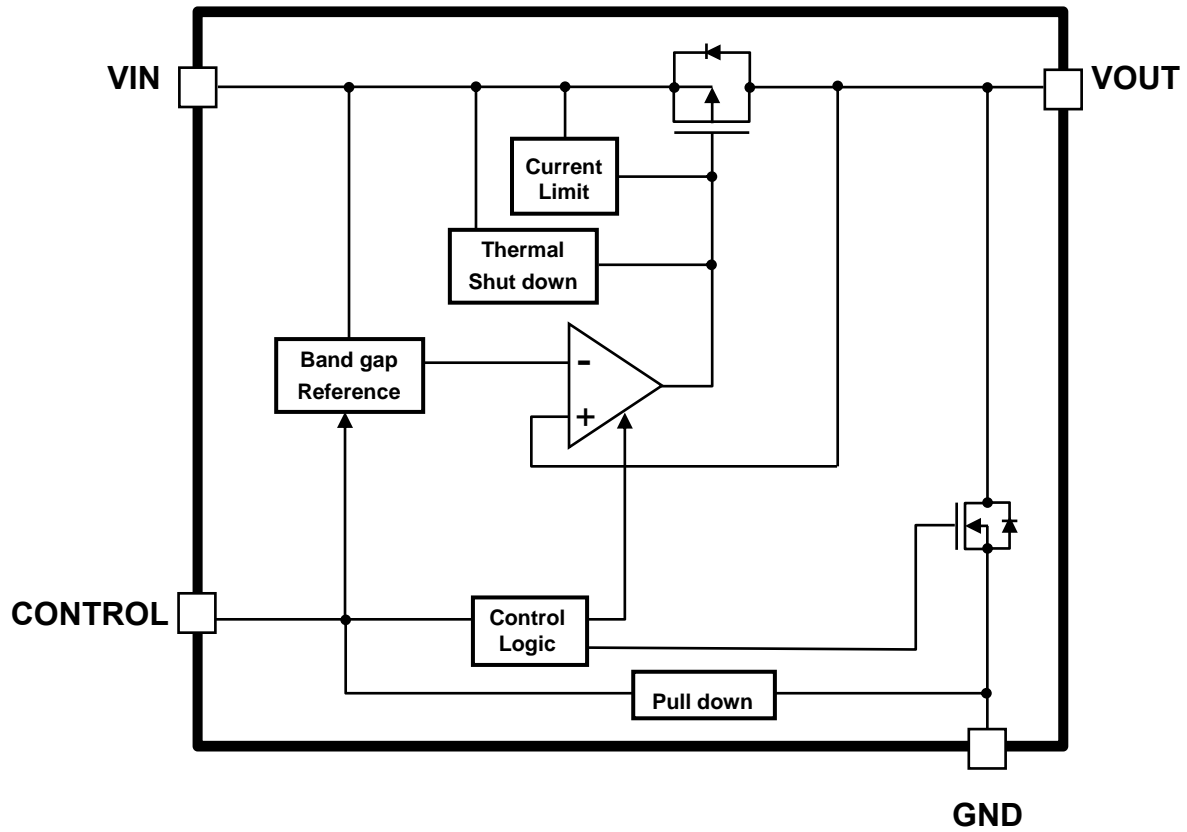 VIN
VOUT
Current
Limit
Thermal
Shut down
Band gap
Reference
-
+
CONTROL
Control
Logic
Pull down
GND